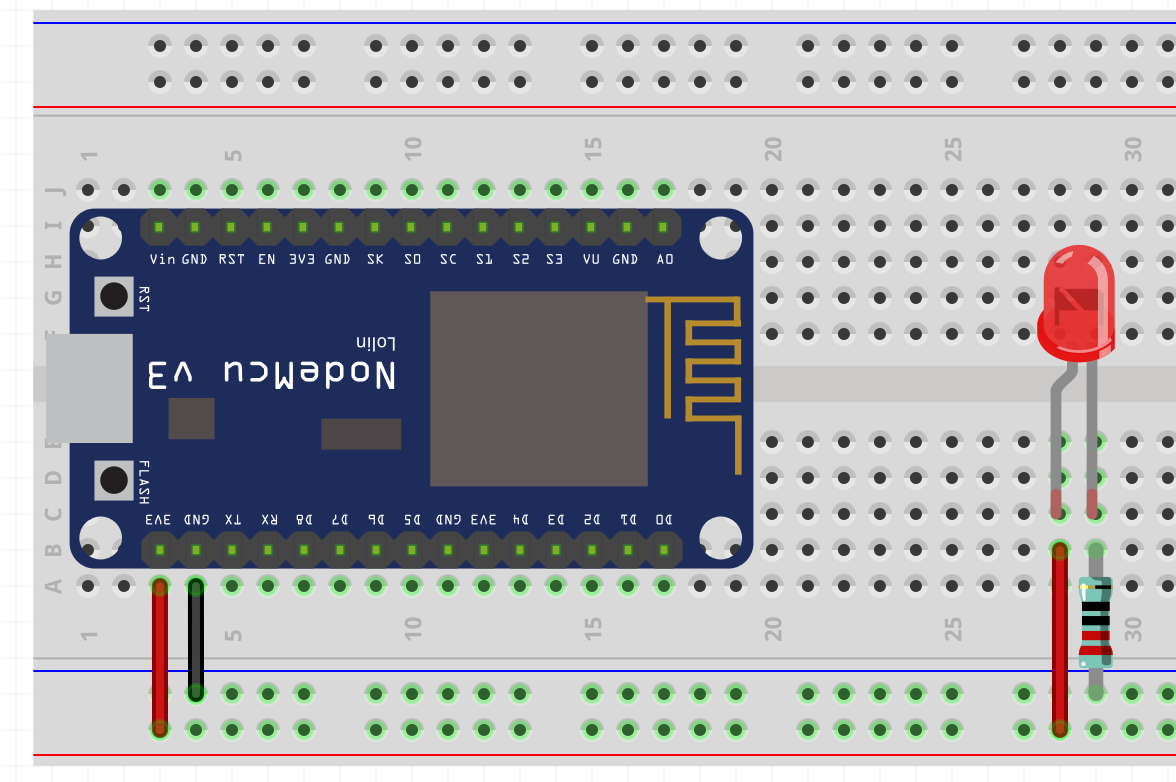 1 5 10 15 20 25 30
J
I
Vin GND RST EN 3V3 GND SK SO SC S1 S2 S3 VU GND AO
H
G
RST
F
Lolin
NodeMcu v3
E
D
FLASH
C
3V3 GND TX RX D8 D7 D6 D5 GND 3V3 D4 D3 D2 D1 D0
B
A
1 5 10 15 20 25 30